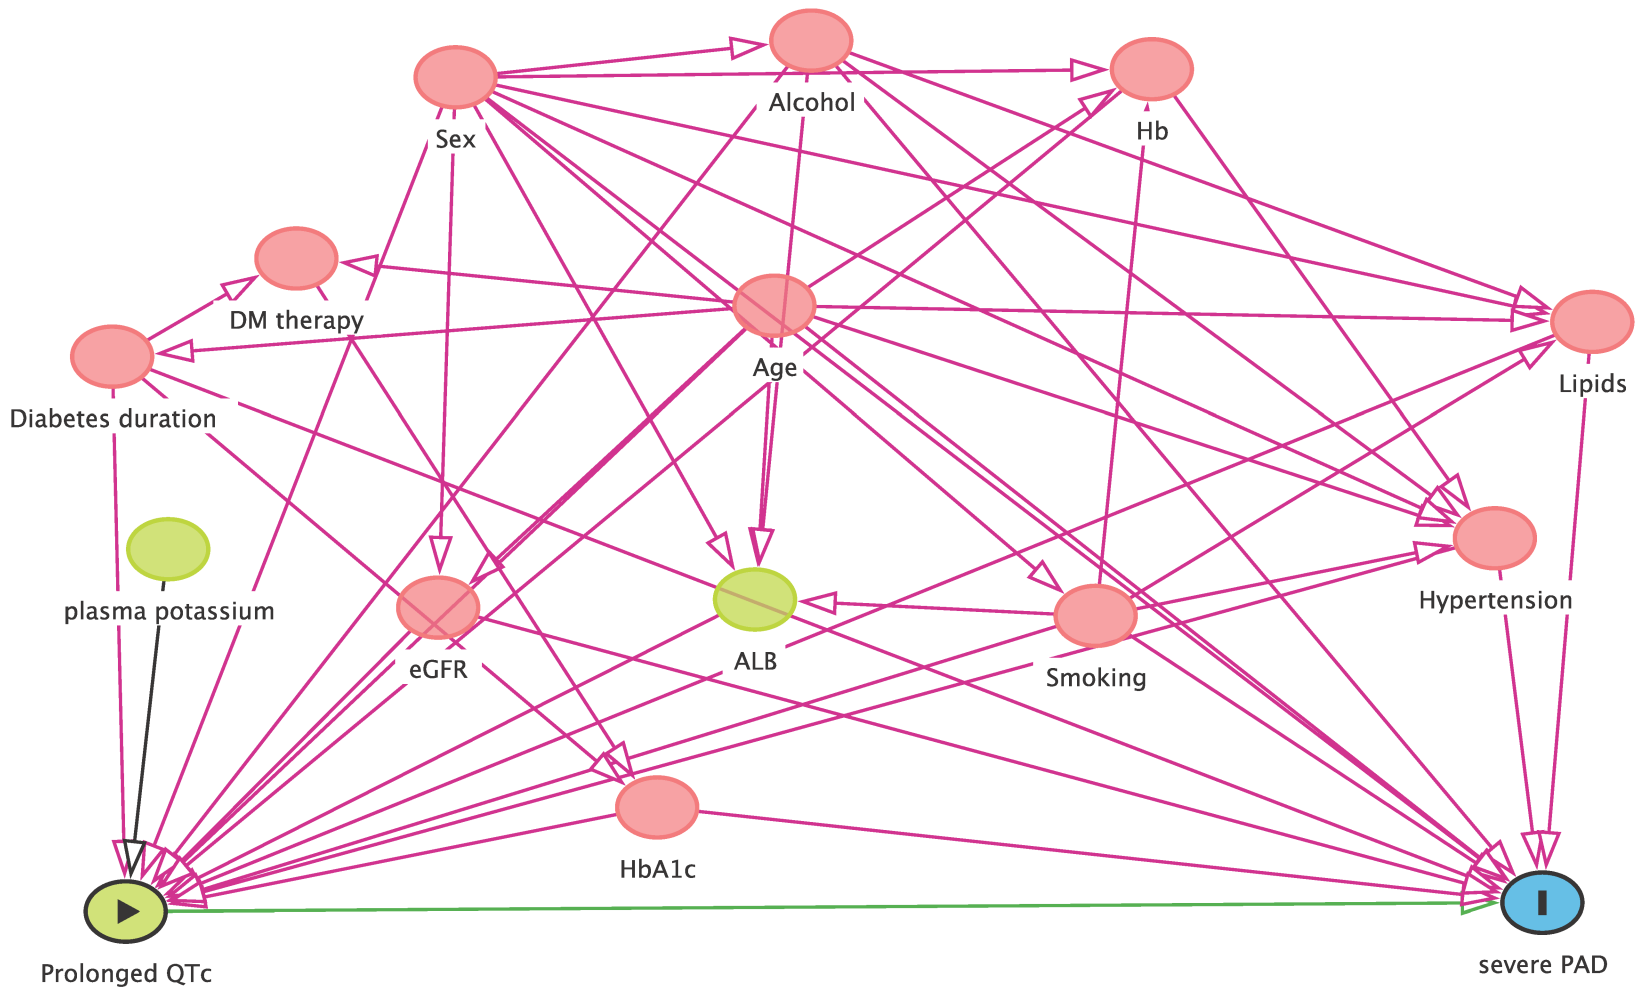 Alcohol
Sex
Hb
DM therapy
Age
Lipids
Diabetes duration
plasma potassium
Hypertension
eGFR
ALB
Smoking
HbA1c
Prolonged QTc
severe PAD